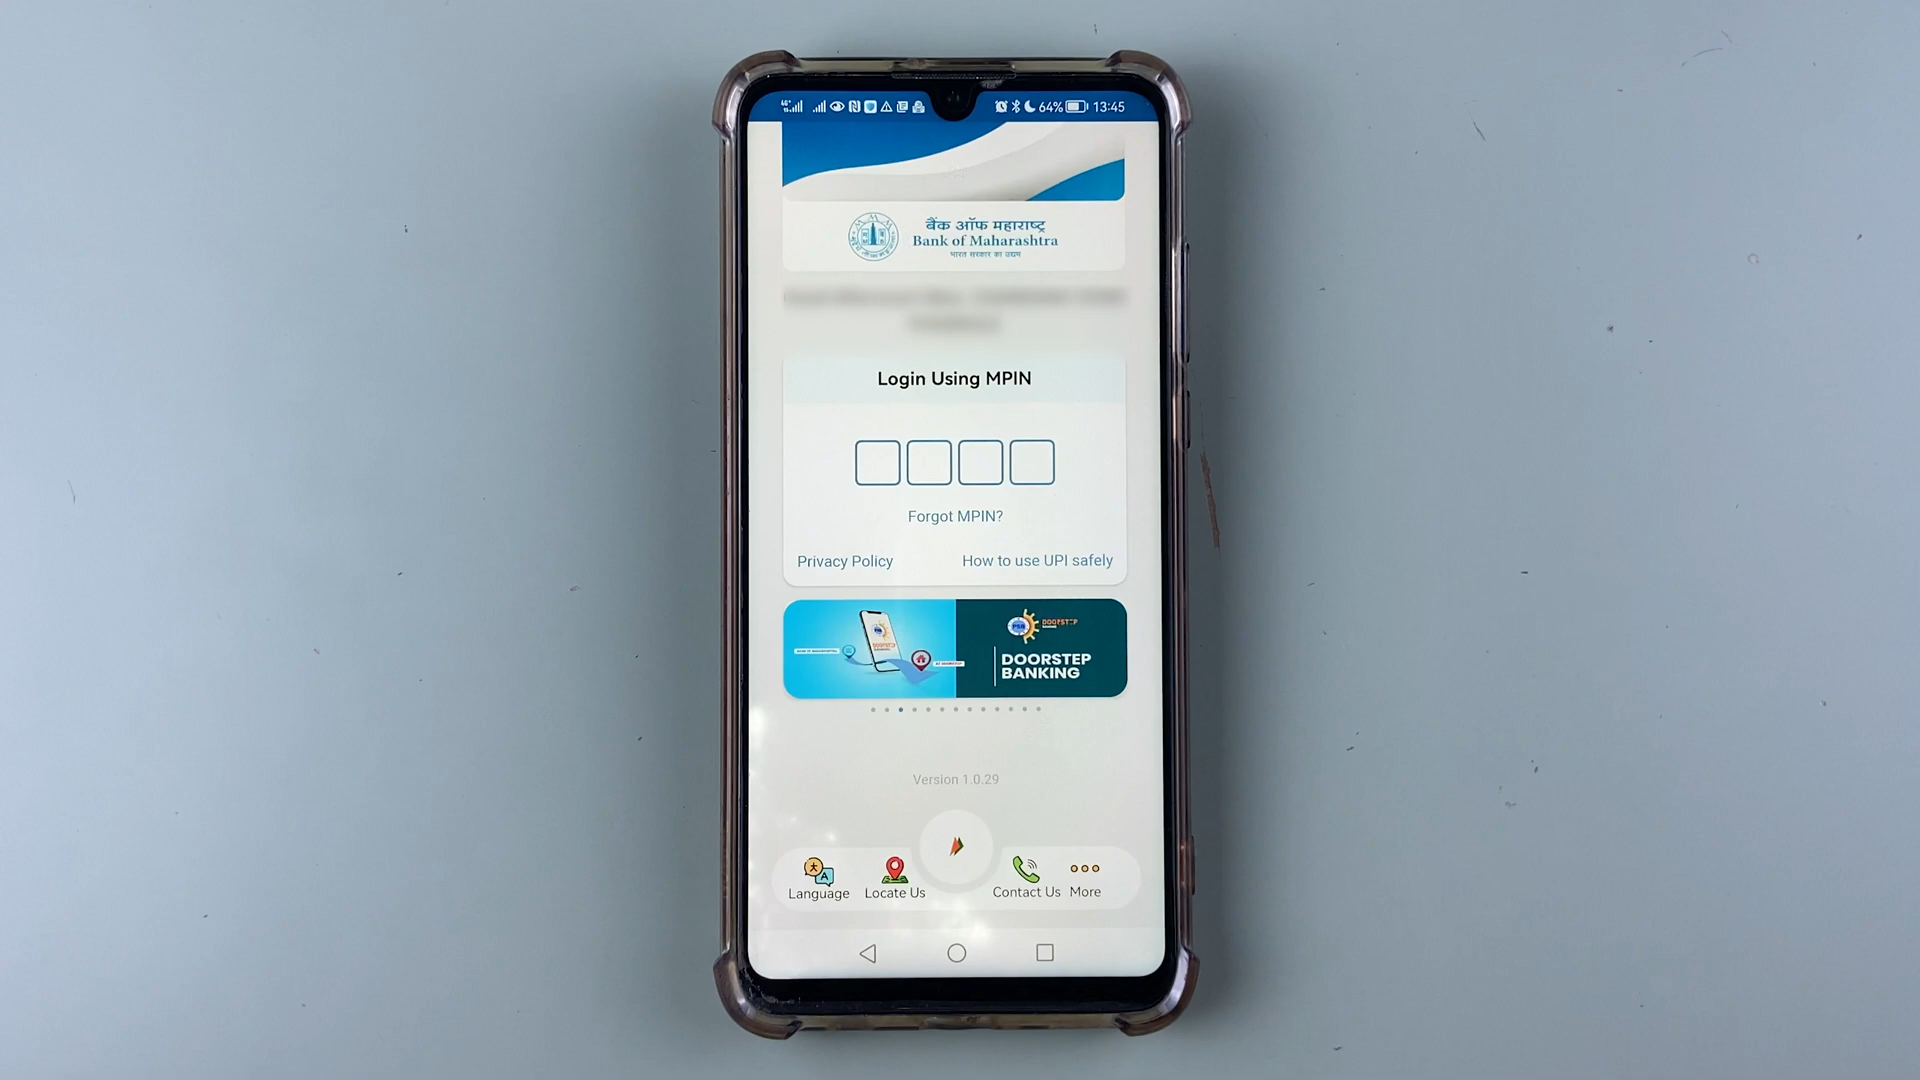 64% 13:45
बैंक ऑफ महाराष्ट्र
Bank of Maharashtra
भारत सरकार का उद्यम
Login Using MPIN
Forgot MPIN?
Privacy Policy How to use UPI safely
DOORSTEP
BANKING
Version 1.0.29
Language Locate Us Contact Us More